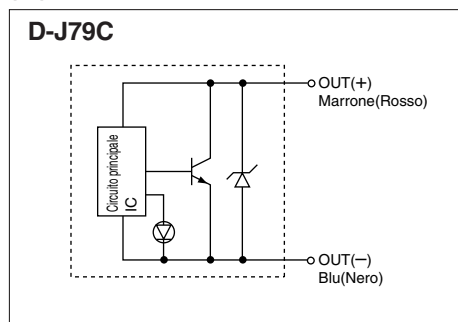 D-J79C
OUT(+)
Marrone(Rosso)
Circuito principale
IC
OUT(−)
Blu(Nero)